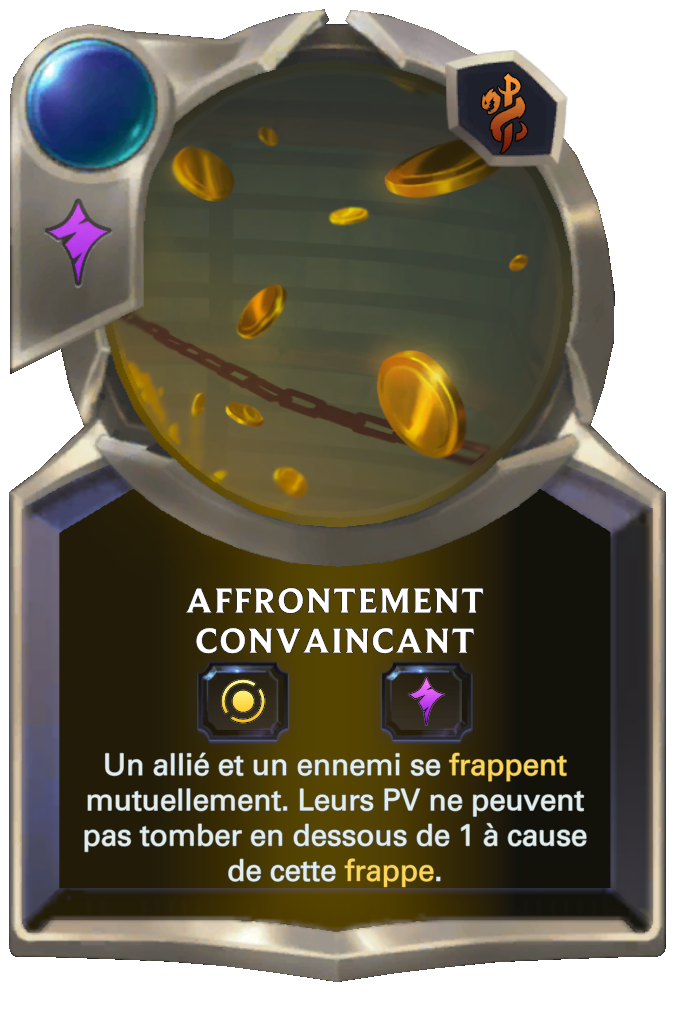 AFFRONTEMENT
CONVAINCANT
Un allié et un ennemi se frappent
mutuellement. Leurs PV ne peuvent
pas tomber en dessous de 1 à cause
de cette frappe.